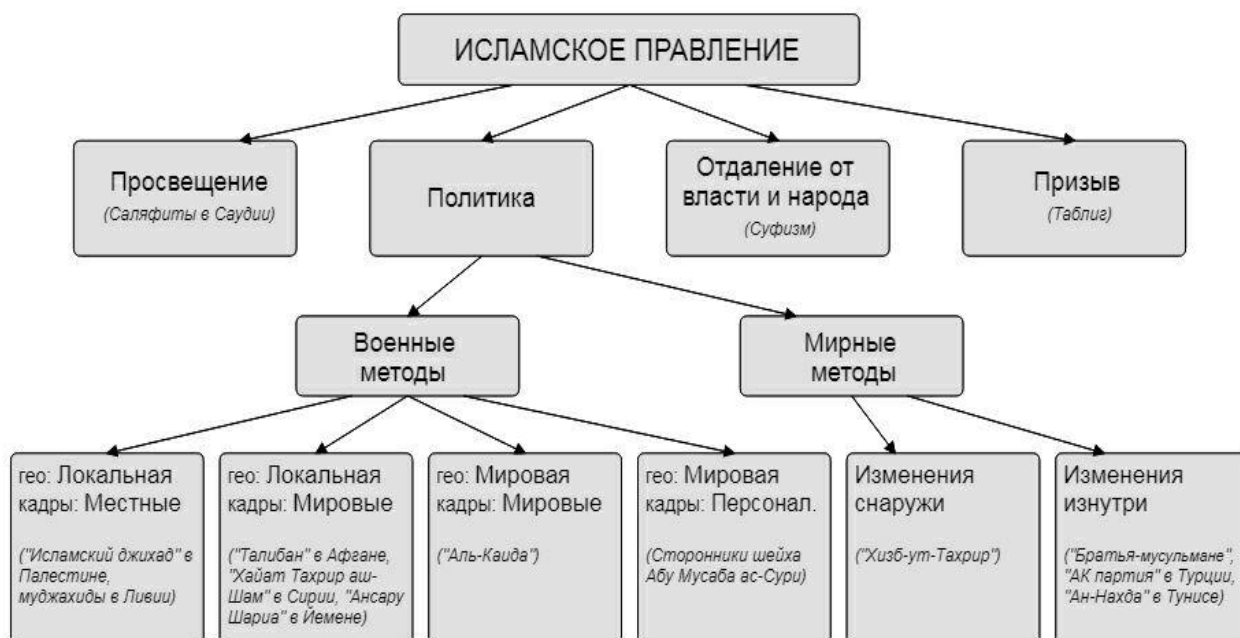 ИСЛАМСКОЕ ПРАВЛЕНИЕ
Просвещение
(Саляфиты в Саудии)
Политика
Отдаление от
власти и народа
(Суфизм)
Призыв
(Таблиг)
Военные
методы
Мирные
методы
гео: Локальная
кадры: Местные
("Исламский джихад" в
Палестине,
муджахиды в Ливии)
гео: Локальная
кадры: Мировые
("Талибан" в Афгане,
"Хайат Тахрир аш-
Шам" в Сирии, "Ансару
Шариа" в Йемене)
гео: Мировая
кадры: Мировые
("Аль-Каида")
гео: Мировая
кадры: Персонал.
(Сторонники шейха
Абу Мусаба ас-Сури)
Изменения
снаружи
("Хизб-ут-Тахрир")
Изменения
изнутри
("Братья-мусульмане",
"АК партия" в Турции,
"Ан-Нахда" в Тунисе)